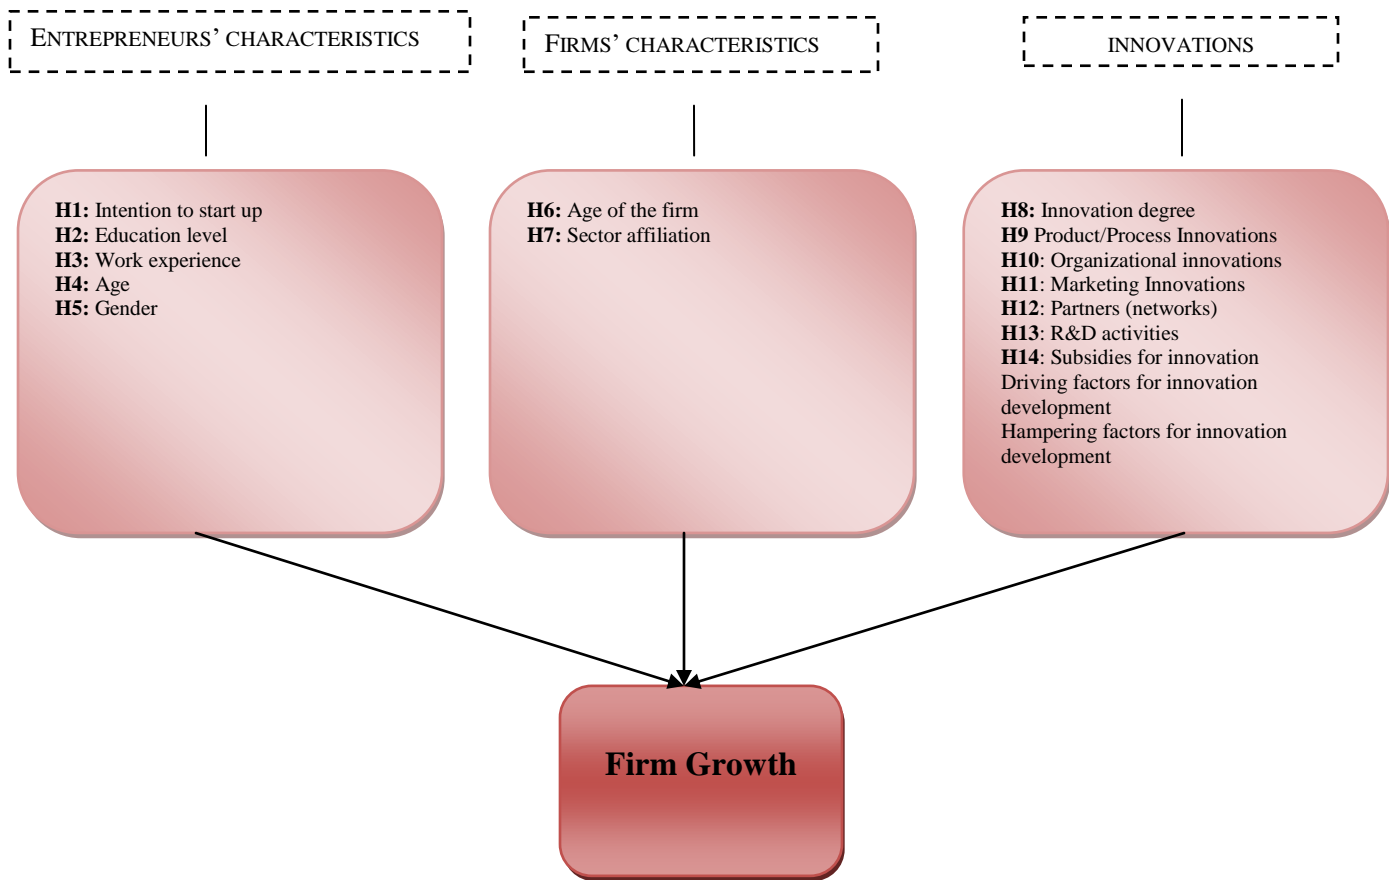 ENTREPRENEURS' CHARACTERISTICS
FIRMS' CHARACTERISTICS
INNOVATIONS
H1: Intention to start up
H2: Education level
H3: Work experience
H4: Age
H5: Gender
H6: Age of the firm
H7: Sector affiliation
H8: Innovation degree
H9 Product/Process Innovations
H10: Organizational innovations
H11: Marketing Innovations
H12: Partners (networks)
H13: R&D activities
H14: Subsidies for innovation
Driving factors for innovation
development
Hampering factors for innovation
development
Firm Growth